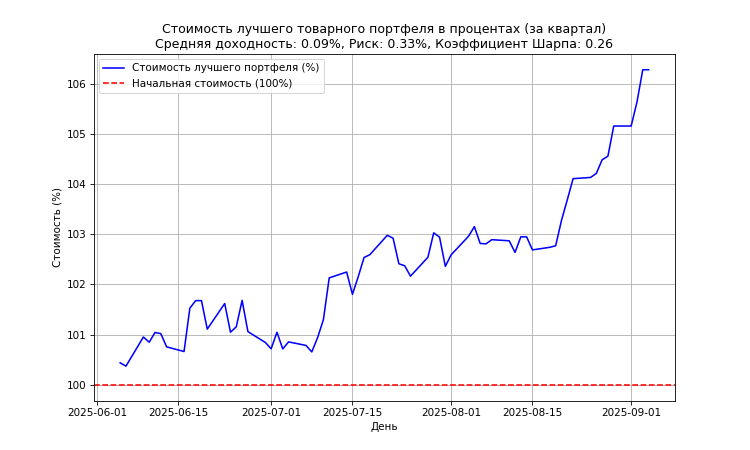 Стоимость лучшего товарного портфеля в процентах (за квартал)
Средняя доходность: 0.09%, Риск: 0.33%, Коэффициент Шарпа: 0.26
Стоимость лучшего портфеля (%)
Начальная стоимость (100%)
Стоимость (%)
106
105
104
103
102
101
100
2025-06-01 2025-06-15 2025-07-01 2025-07-15 2025-08-01 2025-08-15 2025-09-01
День